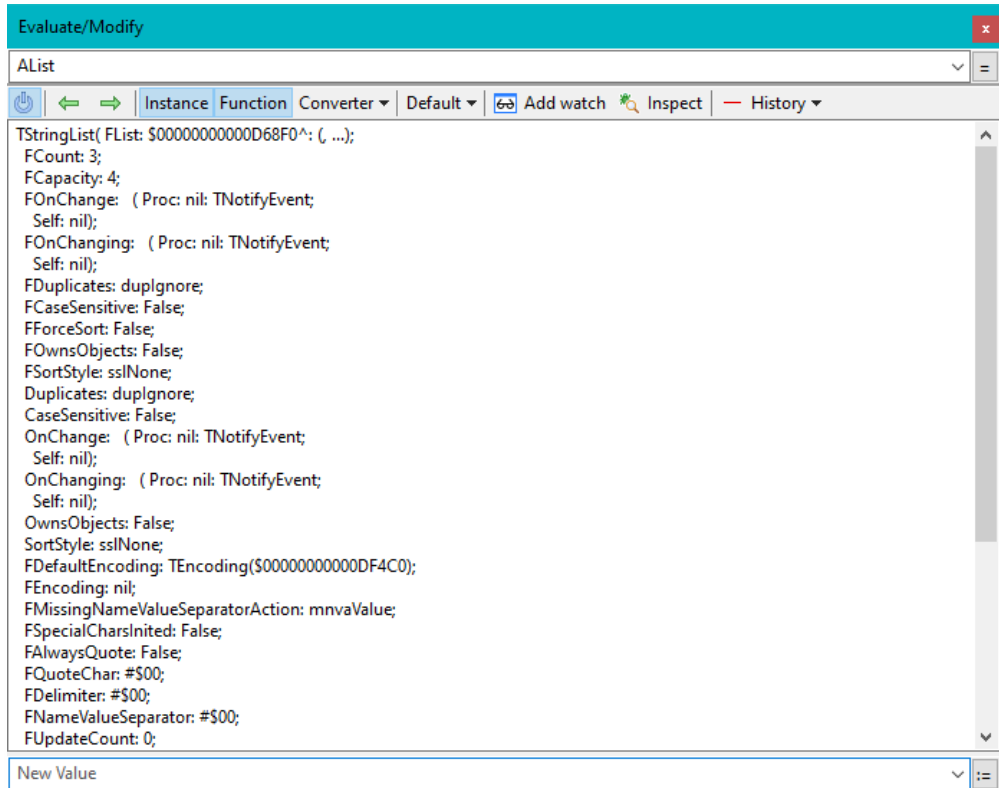 Evaluate/Modify
x
AList
=
Instance Function Converter Default Add watch Inspect History
TStringList( FList: $00000000000D68F0^: (, ...);
FCount: 3;
FCapacity: 4;
FOnChange:   ( Proc: nil: TNotifyEvent;
Self: nil);
FOnChanging:   ( Proc: nil: TNotifyEvent;
Self: nil);
FDuplicates: dupIgnore;
FCaseSensitive: False;
FForceSort: False;
FOwnsObjects: False;
FSortStyle: sslNone;
Duplicates: dupIgnore;
CaseSensitive: False;
OnChange:   ( Proc: nil: TNotifyEvent;
Self: nil);
OnChanging:   ( Proc: nil: TNotifyEvent;
Self: nil);
OwnsObjects: False;
SortStyle: sslNone;
FDefaultEncoding: TEncoding($00000000000DF4C0);
FEncoding: nil;
FMissingNameValueSeparatorAction: mnvaValue;
FSpecialCharsInited: False;
FAlwaysQuote: False;
FQuoteChar: #$00;
FDelimiter: #$00;
FNameValueSeparator: #$00;
FUpdateCount: 0;
New Value
:=